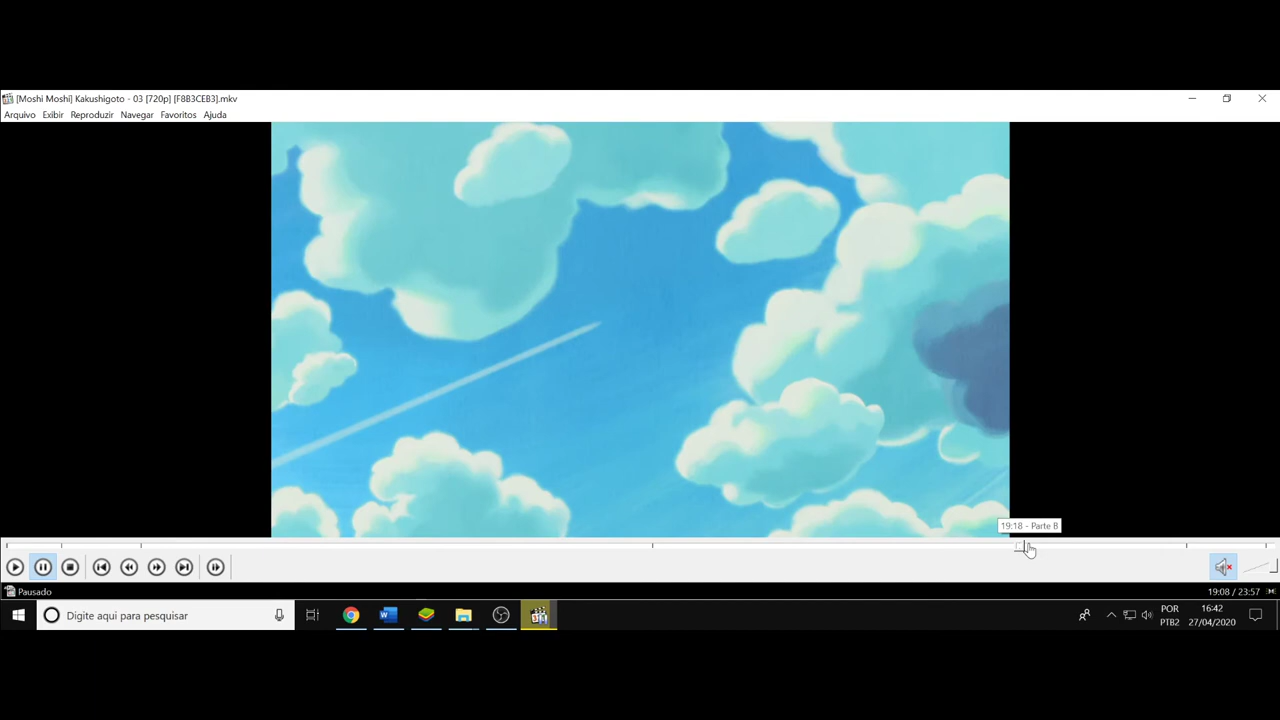 [Moshi Moshi] Kakushigoto - 03 [720p] [F8B3CEB3].mkv
Arquivo Exibir Reproduzir Navegar Favoritos Ajuda
19:18 - Parte B
Pausado
19:08 / 23:57
Digite aqui para pesquisar
POR
PTB2
16:42
27/04/2020